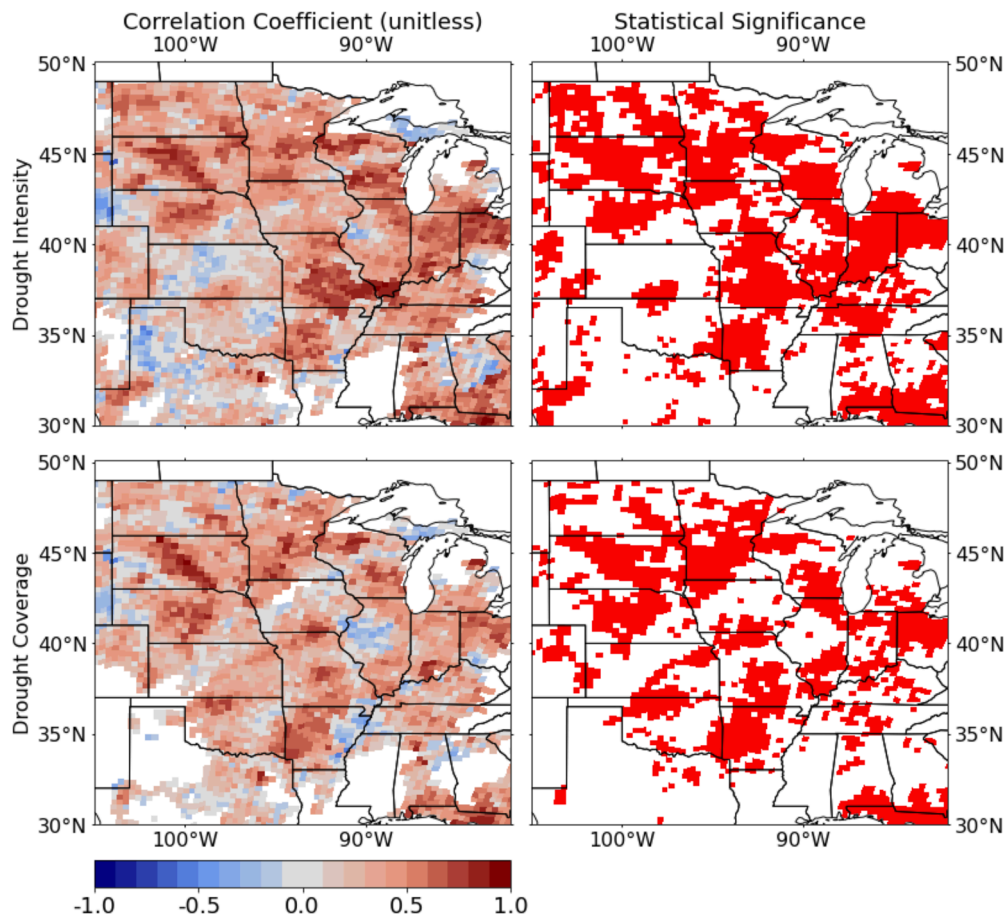 Correlation Coefficient (unitless)
Statistical Significance
100°W
90°W
100°W
90°W
50°N
50°N
45°N
45°N
40°N
40°N
35°N
35°N
30°N
30°N
Drought Intensity
50°N
50°N
45°N
45°N
40°N
40°N
35°N
35°N
30°N
30°N
Drought Coverage
100°W
90°W
100°W
90°W
-1.0
-0.5
0.0
0.5
1.0